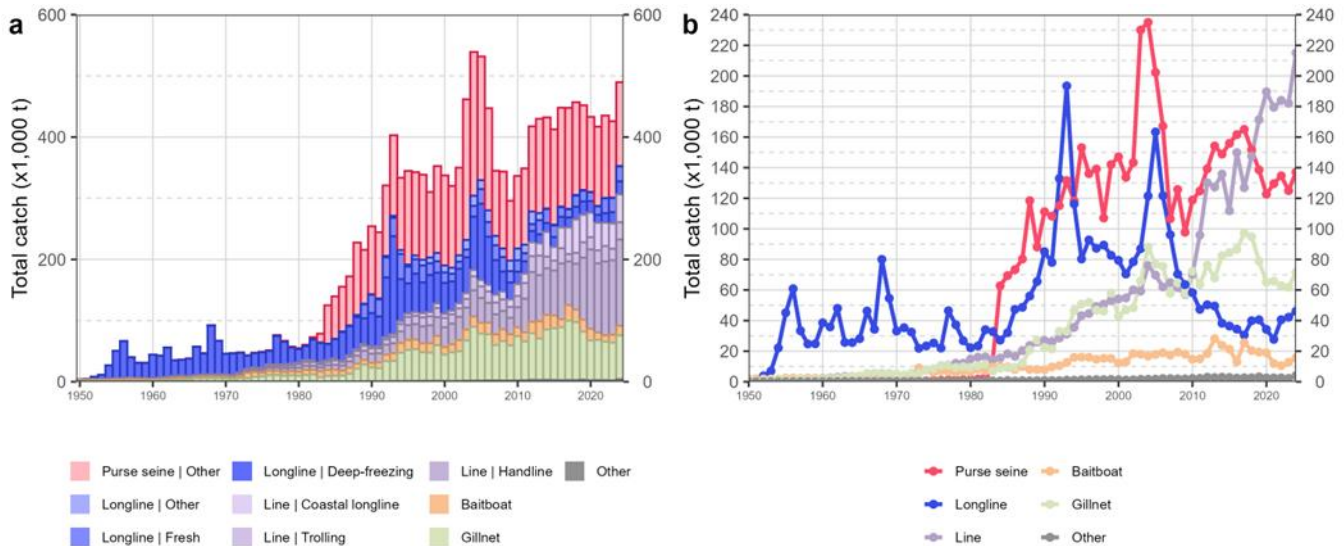 a
Total catch (x1,000 t)
600
400
200
0
600
400
200
0
1950 1960 1970 1980 1990 2000 2010 2020
b
Total catch (x1,000 t)
240
220
200
180
160
140
120
100
80
60
40
20
0
240
220
200
180
160
140
120
100
80
60
40
20
0
1950 1960 1970 1980 1990 2000 2010 2020
Purse seine | Other
Longline | Deep-freezing
Line | Handline
Other
Longline | Other
Line | Coastal longline
Baitboat
Longline | Fresh
Line | Trolling
Gillnet
Purse seine
Baitboat
Longline
Gillnet
Line
Other